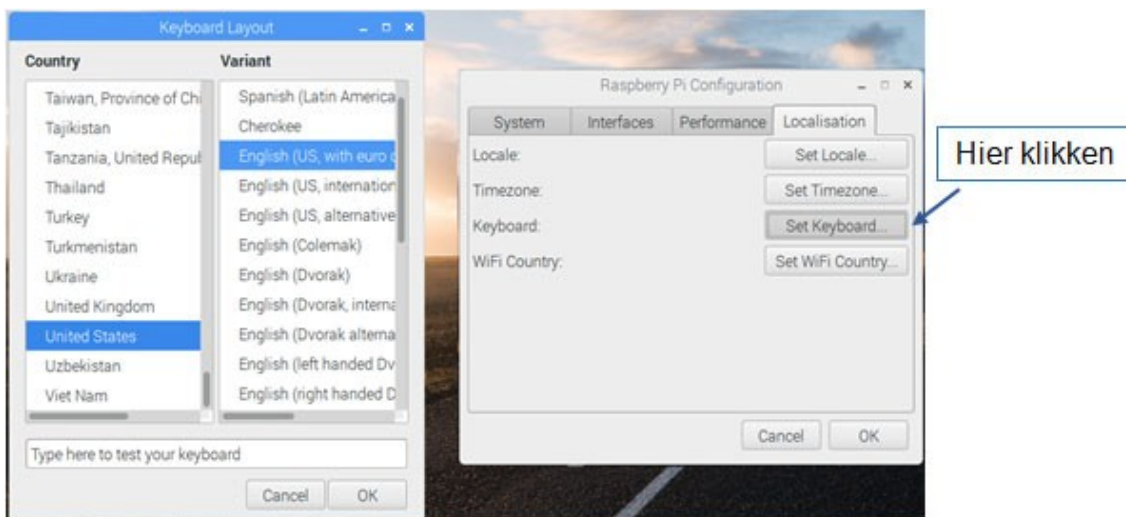 Keyboard Layout
Country
Variant
Taiwan, Province of Chi
Tajikistan
Tanzania, United Repub
Thailand
Turkey
Turkmenistan
Ukraine
United Kingdom
United States
Uzbekistan
Viet Nam
Spanish (Latin America
Cherokee
English (US, with euro o
English (US, internation
English (US, alternative
English (Colemak)
English (Dvorak)
English (Dvorak, interna
English (Dvorak alterna
English (left handed Dv
English (right handed D
Type here to test your keyboard
Cancel
OK
Raspberry Pi Configuration
System
Interfaces
Performance
Localisation
Locale:
Set Locale...
Timezone:
Set Timezone...
Keyboard:
Set Keyboard...
WiFi Country:
Set WiFi Country...
Cancel
OK
Hier klikken